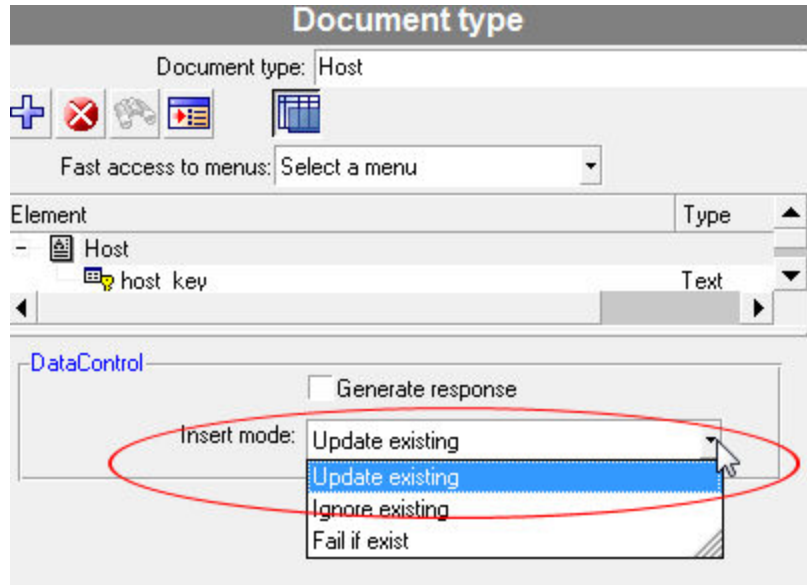 Document type
Document type: Host
Fast access to menus: Select a menu
Element Type
Host
host_key Text
DataControl
Generate response
Insert mode: Update existing
Update existing
Ignore existing
Fail if exist